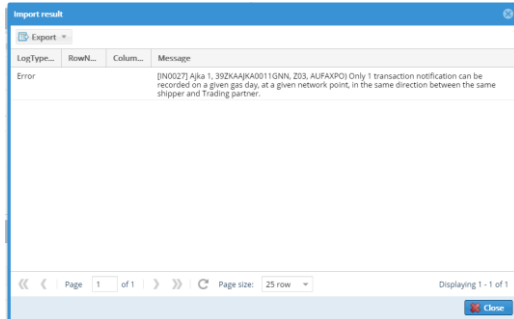 Import result
Export
LogType... RowN... Colum... Message
Error [IN0027] Ajka 1, 39ZKAAJKA0011GNN, Z03, AUFAXPO) Only 1 transaction notification can be
recorded on a given gas day, at a given network point, in the same direction between the same
shipper and Trading partner.
Page 1 of 1 Page size: 25 row Displaying 1 - 1 of 1
Close